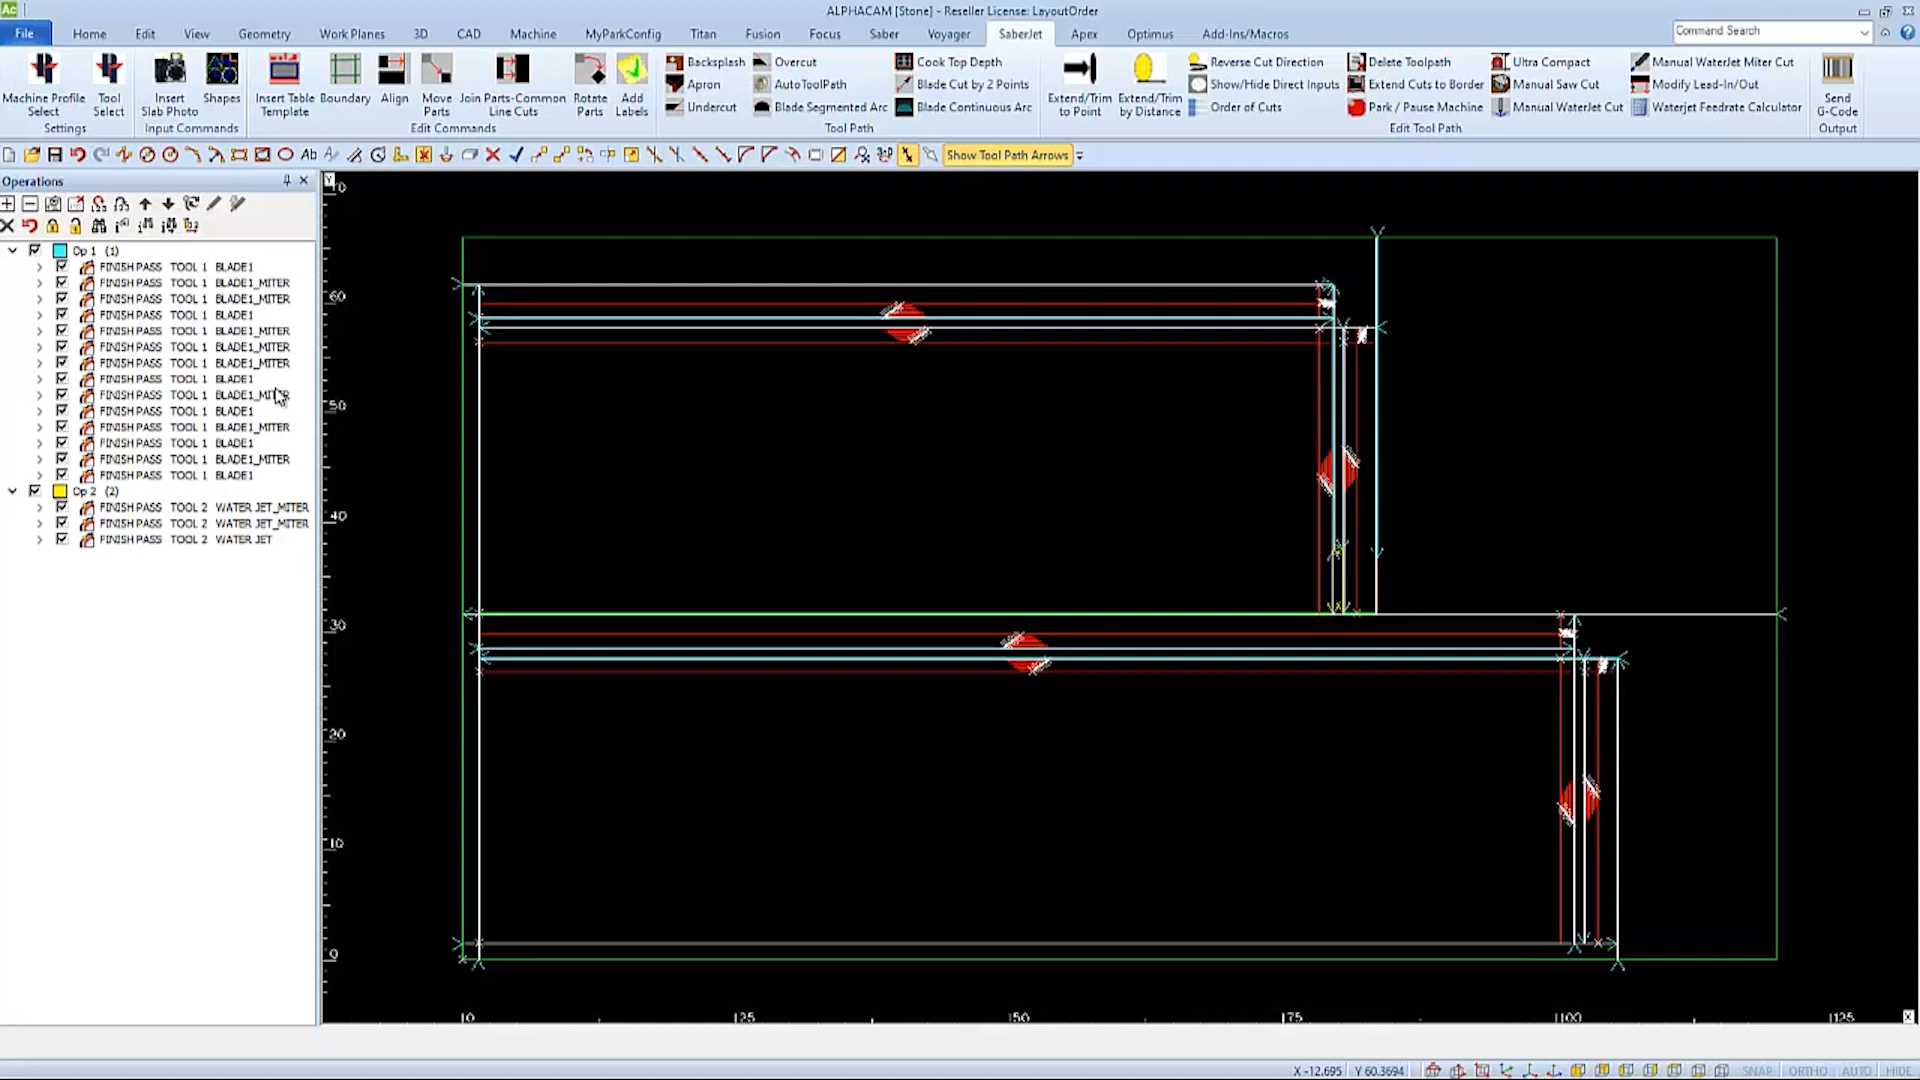 ALPHACAM [Stone] - Reseller License: LayoutOrder
File Home Edit View Geometry Work Planes 3D CAD Machine MyParkConfig Titan Fusion Focus Saber Voyager SaberJet Apex Optimus Add-Ins/Macros Command Search
Machine Profile Select
Tool Select
Settings
Insert Slab Photo
Shapes
Input Commands
Insert Table Template
Boundary
Align
Move Parts
Join Parts-Common Line Cuts
Rotate Parts
Add Labels
Edit Commands
Backsplash
Apron
Undercut
Overcut
AutoToolPath
Blade Segmented Arc
Cook Top Depth
Blade Cut by 2 Points
Blade Continuous Arc
Tool Path
Extend/Trim to Point
Extend/Trim by Distance
Reverse Cut Direction
Show/Hide Direct Inputs
Order of Cuts
Delete Toolpath
Extend Cuts to Border
Park / Pause Machine
Ultra Compact
Manual Saw Cut
Manual WaterJet Cut
Manual WaterJet Miter Cut
Modify Lead-In/Out
Waterjet Feedrate Calculator
Edit Tool Path
Send G-Code
Output
Show Tool Path Arrows
Operations
Op 1 (1)
FINISH PASS TOOL 1 BLADE1
FINISH PASS TOOL 1 BLADE1_MITER
FINISH PASS TOOL 1 BLADE1_MITER
FINISH PASS TOOL 1 BLADE1
FINISH PASS TOOL 1 BLADE1_MITER
FINISH PASS TOOL 1 BLADE1_MITER
FINISH PASS TOOL 1 BLADE1_MITER
FINISH PASS TOOL 1 BLADE1
FINISH PASS TOOL 1 BLADE1_MITER
FINISH PASS TOOL 1 BLADE1
FINISH PASS TOOL 1 BLADE1_MITER
FINISH PASS TOOL 1 BLADE1
FINISH PASS TOOL 1 BLADE1_MITER
FINISH PASS TOOL 1 BLADE1
Op 2 (2)
FINISH PASS TOOL 2 WATER JET_MITER
FINISH PASS TOOL 2 WATER JET_MITER
FINISH PASS TOOL 2 WATER JET
Y
60
50
40
30
20
10
0
0 25 50 75 100 125 X
X -12.695 Y 60.3694 SNAP ORTHO AUTO HIDE